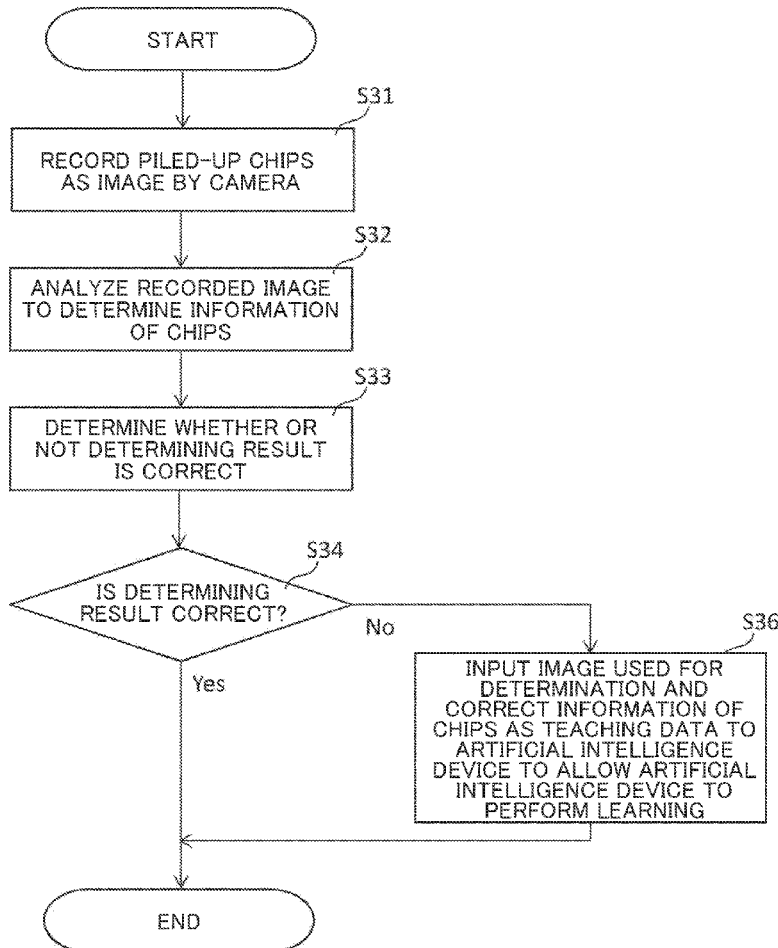 START
S31
RECORD PILED-UP CHIPS
AS IMAGE BY CAMERA
S32
ANALYZE RECORDED IMAGE
TO DETERMINE INFORMATION
OF CHIPS
S33
DETERMINE WHETHER OR
NOT DETERMINING RESULT
IS CORRECT
S34
IS DETERMINING
RESULT CORRECT?
No
Yes
S36
INPUT IMAGE USED FOR
DETERMINATION AND
CORRECT INFORMATION OF
CHIPS AS TEACHING DATA TO
ARTIFICIAL INTELLIGENCE
DEVICE TO ALLOW ARTIFICIAL
INTELLIGENCE DEVICE TO
PERFORM LEARNING
END